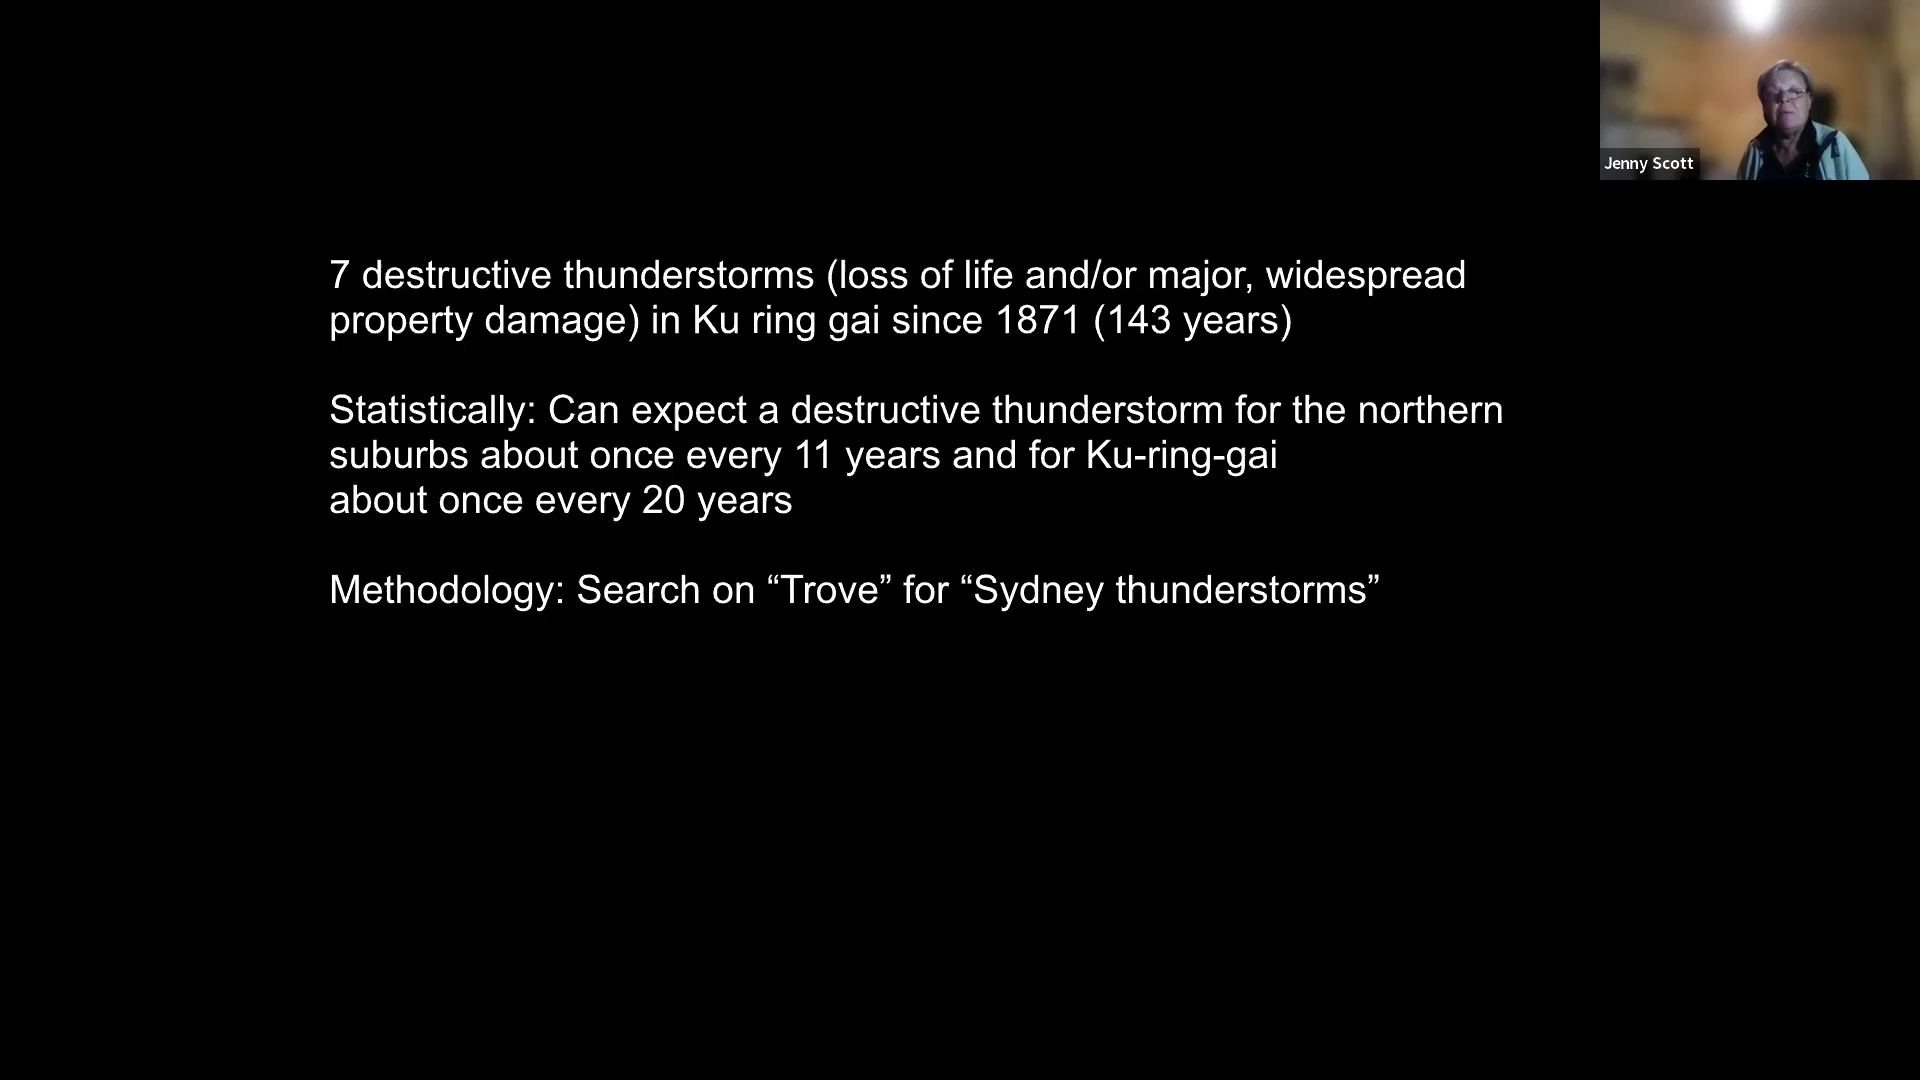 Jenny Scott
7 destructive thunderstorms (loss of life and/or major, widespread
property damage) in Ku ring gai since 1871 (143 years)
Statistically: Can expect a destructive thunderstorm for the northern
suburbs about once every 11 years and for Ku-ring-gai
about once every 20 years
Methodology: Search on “Trove” for “Sydney thunderstorms”